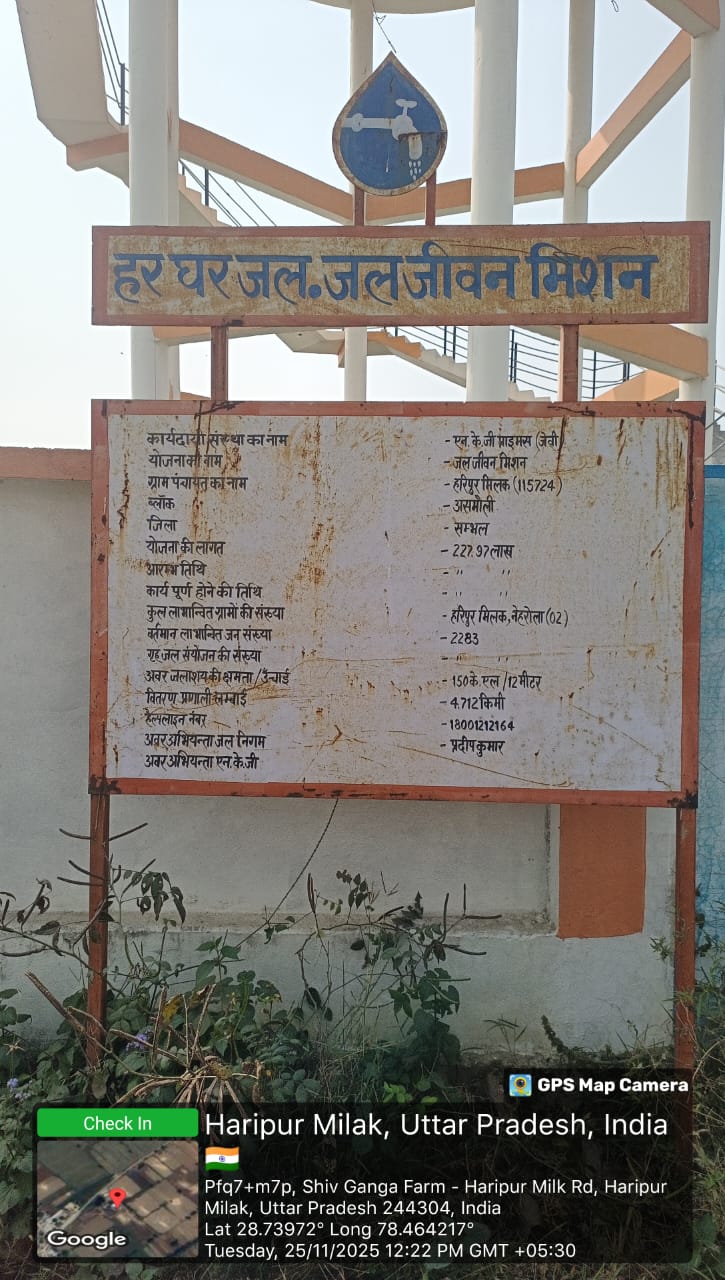 हर घर जल. जल जीवन मिशन
कार्यदायी संस्था का नाम - एन. के. जी प्राइमस (जेवी)
योजना का नाम - जल जीवन मिशन
ग्राम पंचायत का नाम - हरिपुर मिलक (115724)
ब्लॉक - असमौली
जिला - सम्भल
योजना की लागत - 227.97 लास
आरम्भ तिथि - " "
कार्य पूर्ण होने की तिथि - " "
कुल लाभान्वित ग्रामों की संख्या - हरिपुर मिलक, नेहरोला (02)
वर्तमान लाभान्वित जन संख्या - 2283
गृह जल संयोजन की संख्या - "
अवर जलाशय की क्षमता / उँचाई - 150 के. एल / 12 मीटर
वितरण प्रणाली लम्बाई - 4.712 किमी
हेल्पलाइन नंबर - 18001212164
अवर अभियन्ता जल निगम - प्रदीप कुमार
अवर अभियन्ता एन. के. जी
GPS Map Camera
Check In
Haripur Milak, Uttar Pradesh, India
Pfq7+m7p, Shiv Ganga Farm - Haripur Milk Rd, Haripur
Milak, Uttar Pradesh 244304, India
Lat 28.73972° Long 78.464217°
Tuesday, 25/11/2025 12:22 PM GMT +05:30
Google